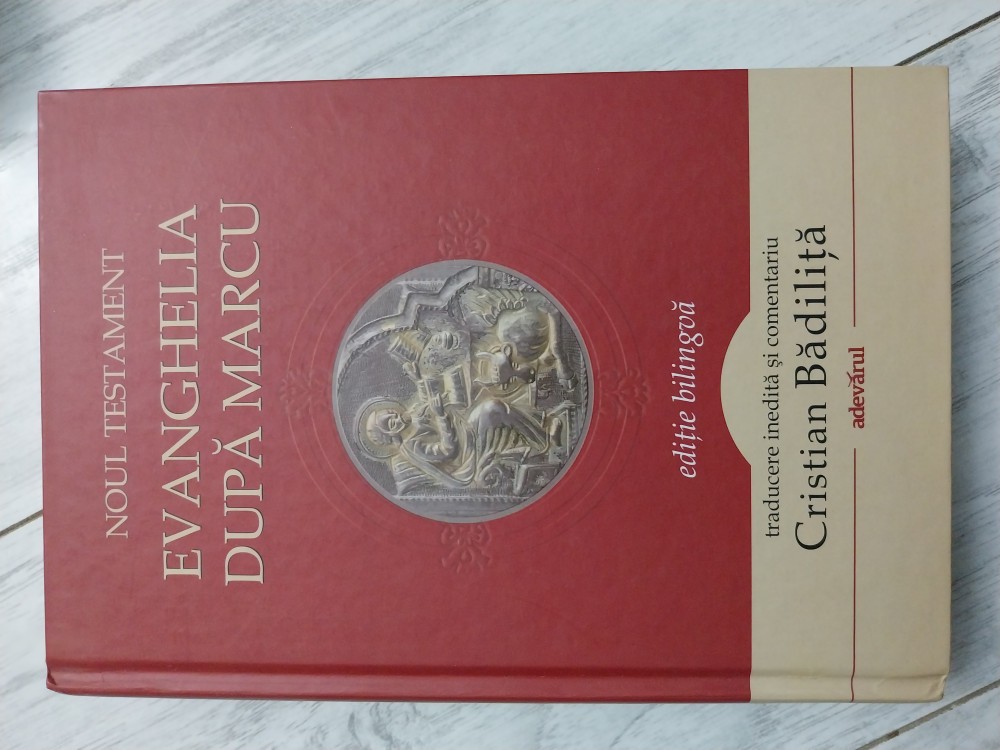 NOUL TESTAMENT
EVANGHELIA
DUPĂ MARCU
ediție bilingvă
traducere inedită și comentariu
Cristian Bădiliță
adevărul